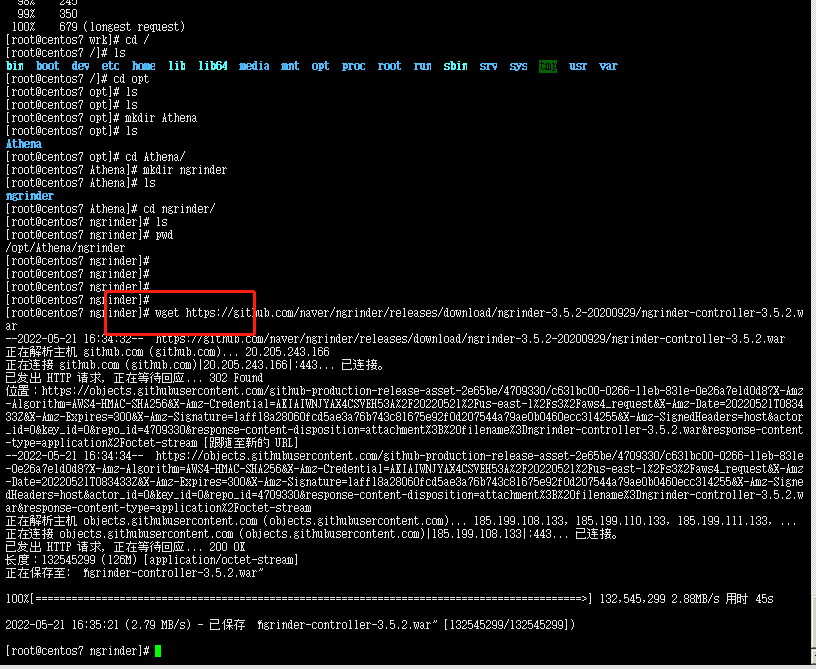 98% 245
99% 350
100% 679 (longest request)
[root@centos7 wrk]# cd /
[root@centos7 /]# ls
bin boot dev etc home lib lib64 media mnt opt proc root run sbin srv sys tmp usr var
[root@centos7 /]# cd opt
[root@centos7 opt]# ls
[root@centos7 opt]# ls
[root@centos7 opt]# mkdir Athena
[root@centos7 opt]# ls
Athena
[root@centos7 opt]# cd Athena/
[root@centos7 Athena]# mkdir ngrinder
[root@centos7 Athena]# ls
ngrinder
[root@centos7 Athena]# cd ngrinder/
[root@centos7 ngrinder]# ls
[root@centos7 ngrinder]# pwd
/opt/Athena/ngrinder
[root@centos7 ngrinder]#
[root@centos7 ngrinder]#
[root@centos7 ngrinder]#
[root@centos7 ngrinder]#
[root@centos7 ngrinder]# wget https://github.com/naver/ngrinder/releases/download/ngrinder-3.5.2-20200929/ngrinder-controller-3.5.2.w
ar
--2022-05-21 16:34:32-- https://github.com/naver/ngrinder/releases/download/ngrinder-3.5.2-20200929/ngrinder-controller-3.5.2.war
正在解析主机 github.com (github.com)... 20.205.243.166
正在连接 github.com (github.com)|20.205.243.166|:443... 已连接。
已发出 HTTP 请求，正在等待回应... 302 Found
位置：https://objects.githubusercontent.com/github-production-release-asset-2e65be/4709330/c631bc00-0266-11eb-831e-0e26a7e1d0d8?X-Amz
-Algorithm=AWS4-HMAC-SHA256&X-Amz-Credential=AKIAIWNJYAX4CSVEH53A%2F20220521%2Fus-east-1%2Fs3%2Faws4_request&X-Amz-Date=20220521T0834
33Z&X-Amz-Expires=300&X-Amz-Signature=1aff18a28060fcd5ae3a76b743c81675e92f0d207544a79ae0b0460ecc314255&X-Amz-SignedHeaders=host&actor
_id=0&key_id=0&repo_id=4709330&response-content-disposition=attachment%3B%20filename%3Dngrinder-controller-3.5.2.war&response-content
-type=application%2Foctet-stream [跟随至新的 URL]
--2022-05-21 16:34:34-- https://objects.githubusercontent.com/github-production-release-asset-2e65be/4709330/c631bc00-0266-11eb-831e
-0e26a7e1d0d8?X-Amz-Algorithm=AWS4-HMAC-SHA256&X-Amz-Credential=AKIAIWNJYAX4CSVEH53A%2F20220521%2Fus-east-1%2Fs3%2Faws4_request&X-Amz
-Date=20220521T083433Z&X-Amz-Expires=300&X-Amz-Signature=1aff18a28060fcd5ae3a76b743c81675e92f0d207544a79ae0b0460ecc314255&X-Amz-Signe
dHeaders=host&actor_id=0&key_id=0&repo_id=4709330&response-content-disposition=attachment%3B%20filename%3Dngrinder-controller-3.5.2.w
ar&response-content-type=application%2Foctet-stream
正在解析主机 objects.githubusercontent.com (objects.githubusercontent.com)... 185.199.108.133, 185.199.110.133, 185.199.111.133, ...
正在连接 objects.githubusercontent.com (objects.githubusercontent.com)|185.199.108.133|:443... 已连接。
已发出 HTTP 请求，正在等待回应... 200 OK
长度：132545299 (126M) [application/octet-stream]
正在保存至: “ngrinder-controller-3.5.2.war”
100%[===========================================================================>] 132,545,299 2.88MB/s 用时 45s
2022-05-21 16:35:21 (2.79 MB/s) - 已保存 “ngrinder-controller-3.5.2.war” [132545299/132545299])
[root@centos7 ngrinder]#